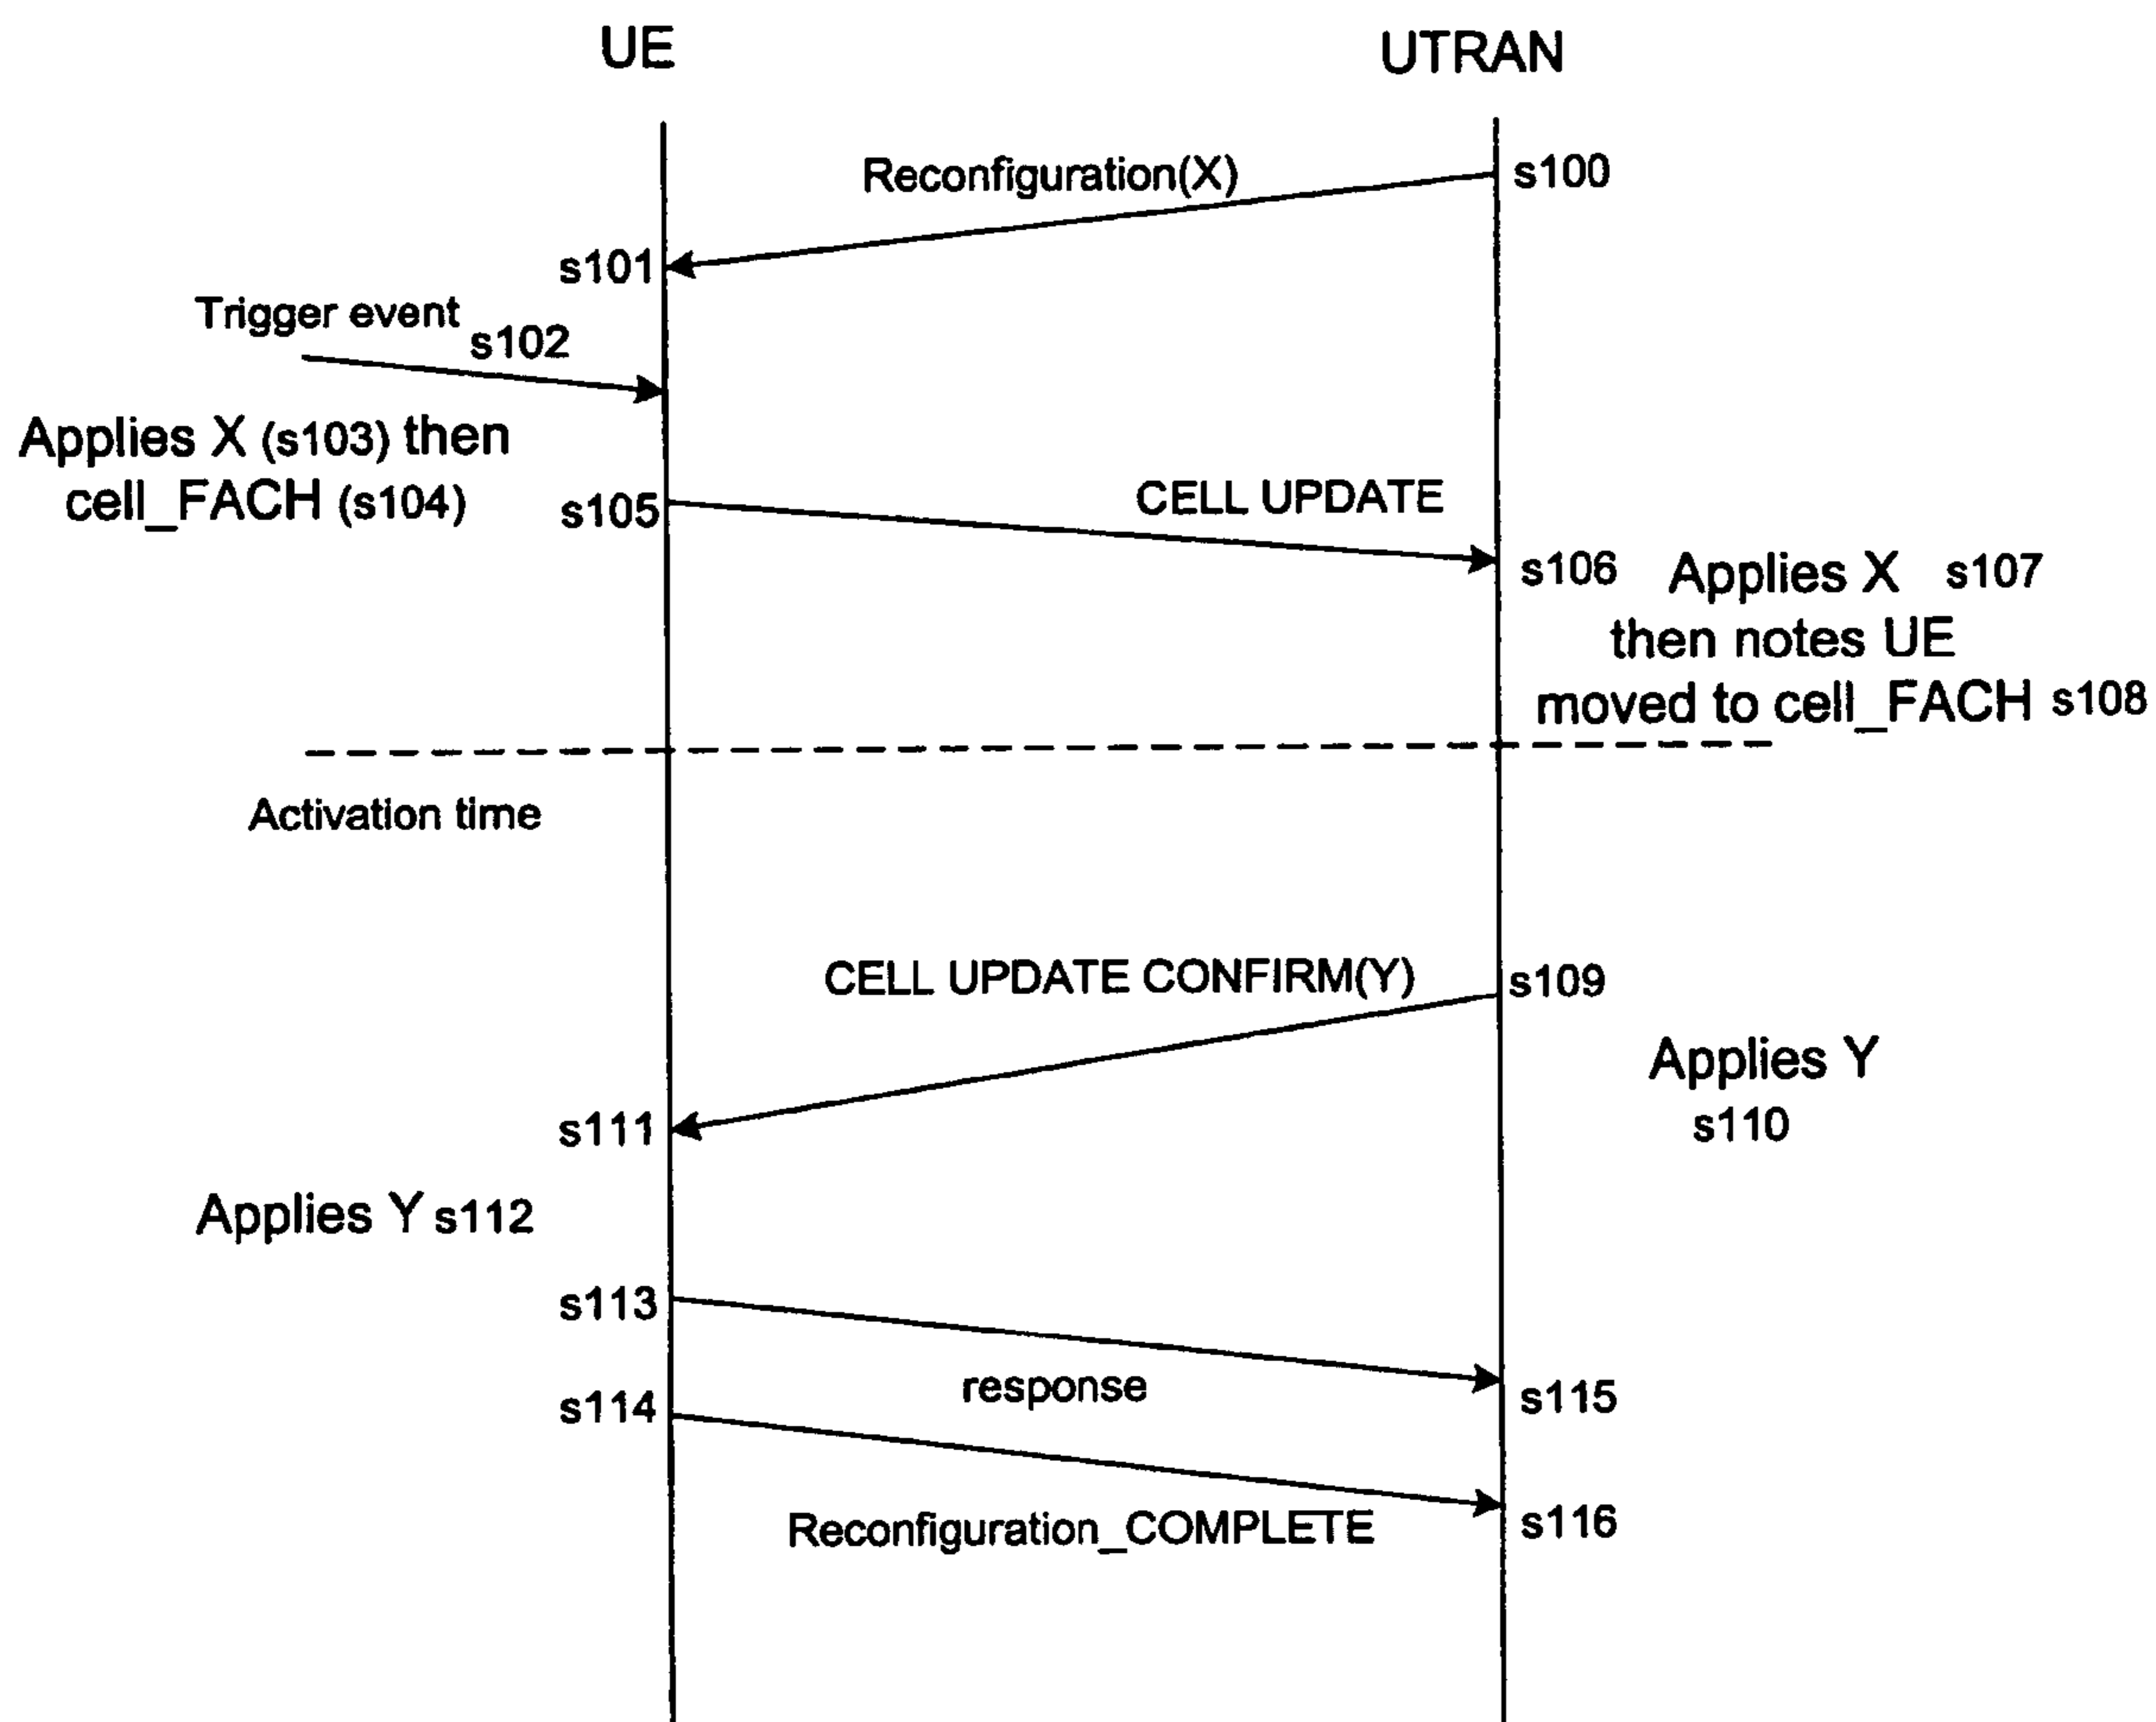 UE
UTRAN
Reconfiguration(X)
s100
s101
Trigger event
s102
Applies X (s103) then
cell_FACH (s104)
s105
CELL UPDATE
s106
Applies X s107
then notes UE
moved to cell_FACH s108
Activation time
CELL UPDATE CONFIRM(Y)
s109
Applies Y
s110
s111
Applies Y s112
s113
response
s115
s114
Reconfiguration_COMPLETE
s116